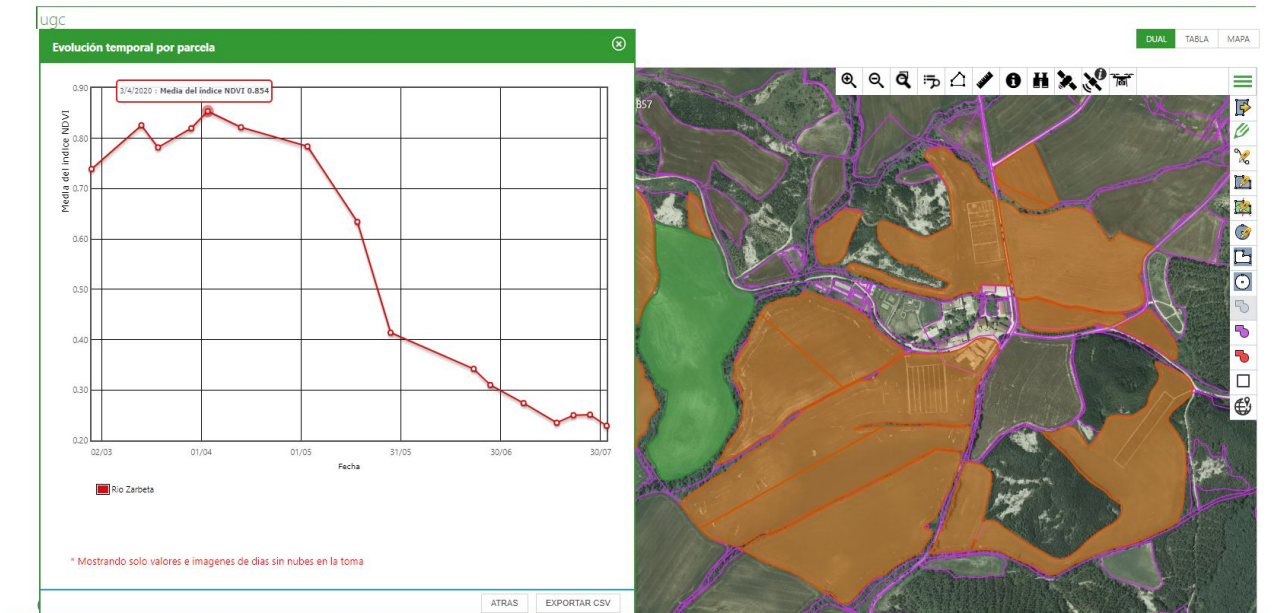 ugc
Evolución temporal por parcela
DUAL TABLA MAPA
3/4/2020 : Media del índice NDVI 0.854
Media del índice NDVI
0.90
0.80
0.70
0.60
0.50
0.40
0.30
0.20
02/03 01/04 01/05 31/05 30/06 30/07
Fecha
Río Zarbeta
* Mostrando solo valores e imagenes de dias sin nubes en la toma
ATRAS EXPORTAR CSV
857